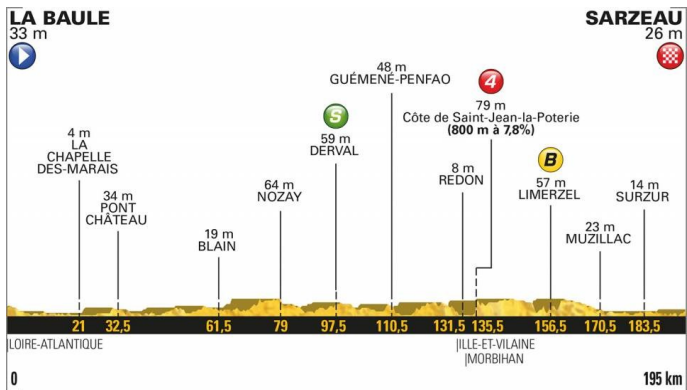 LA BAULE
33 m
SARZEAU
26 m
4 m
LA
CHAPELLE
DES-MARAIS
34 m
PONT
CHÂTEAU
19 m
BLAIN
64 m
NOZAY
S
59 m
DERVAL
48 m
GUÉMENÉ-PENFAO
8 m
REDON
4
79 m
Côte de Saint-Jean-la-Poterie
(800 m à 7,8%)
B
57 m
LIMERZEL
23 m
MUZILLAC
14 m
SURZUR
21 32,5 61,5 79 97,5 110,5 131,5 135,5 156,5 170,5 183,5
LOIRE-ATLANTIQUE
ILLE-ET-VILAINE
MORBIHAN
0
195 km